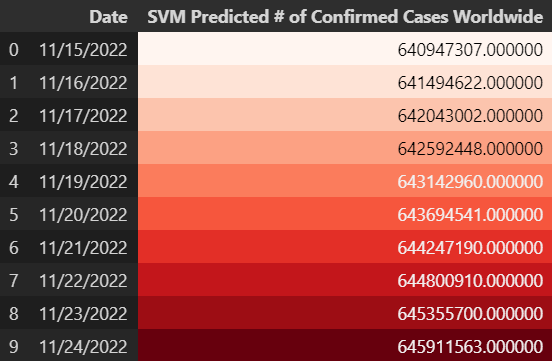 Date SVM Predicted # of Confirmed Cases Worldwide
0 11/15/2022 640947307.000000
1 11/16/2022 641494622.000000
2 11/17/2022 642043002.000000
3 11/18/2022 642592448.000000
4 11/19/2022 643142960.000000
5 11/20/2022 643694541.000000
6 11/21/2022 644247190.000000
7 11/22/2022 644800910.000000
8 11/23/2022 645355700.000000
9 11/24/2022 645911563.000000